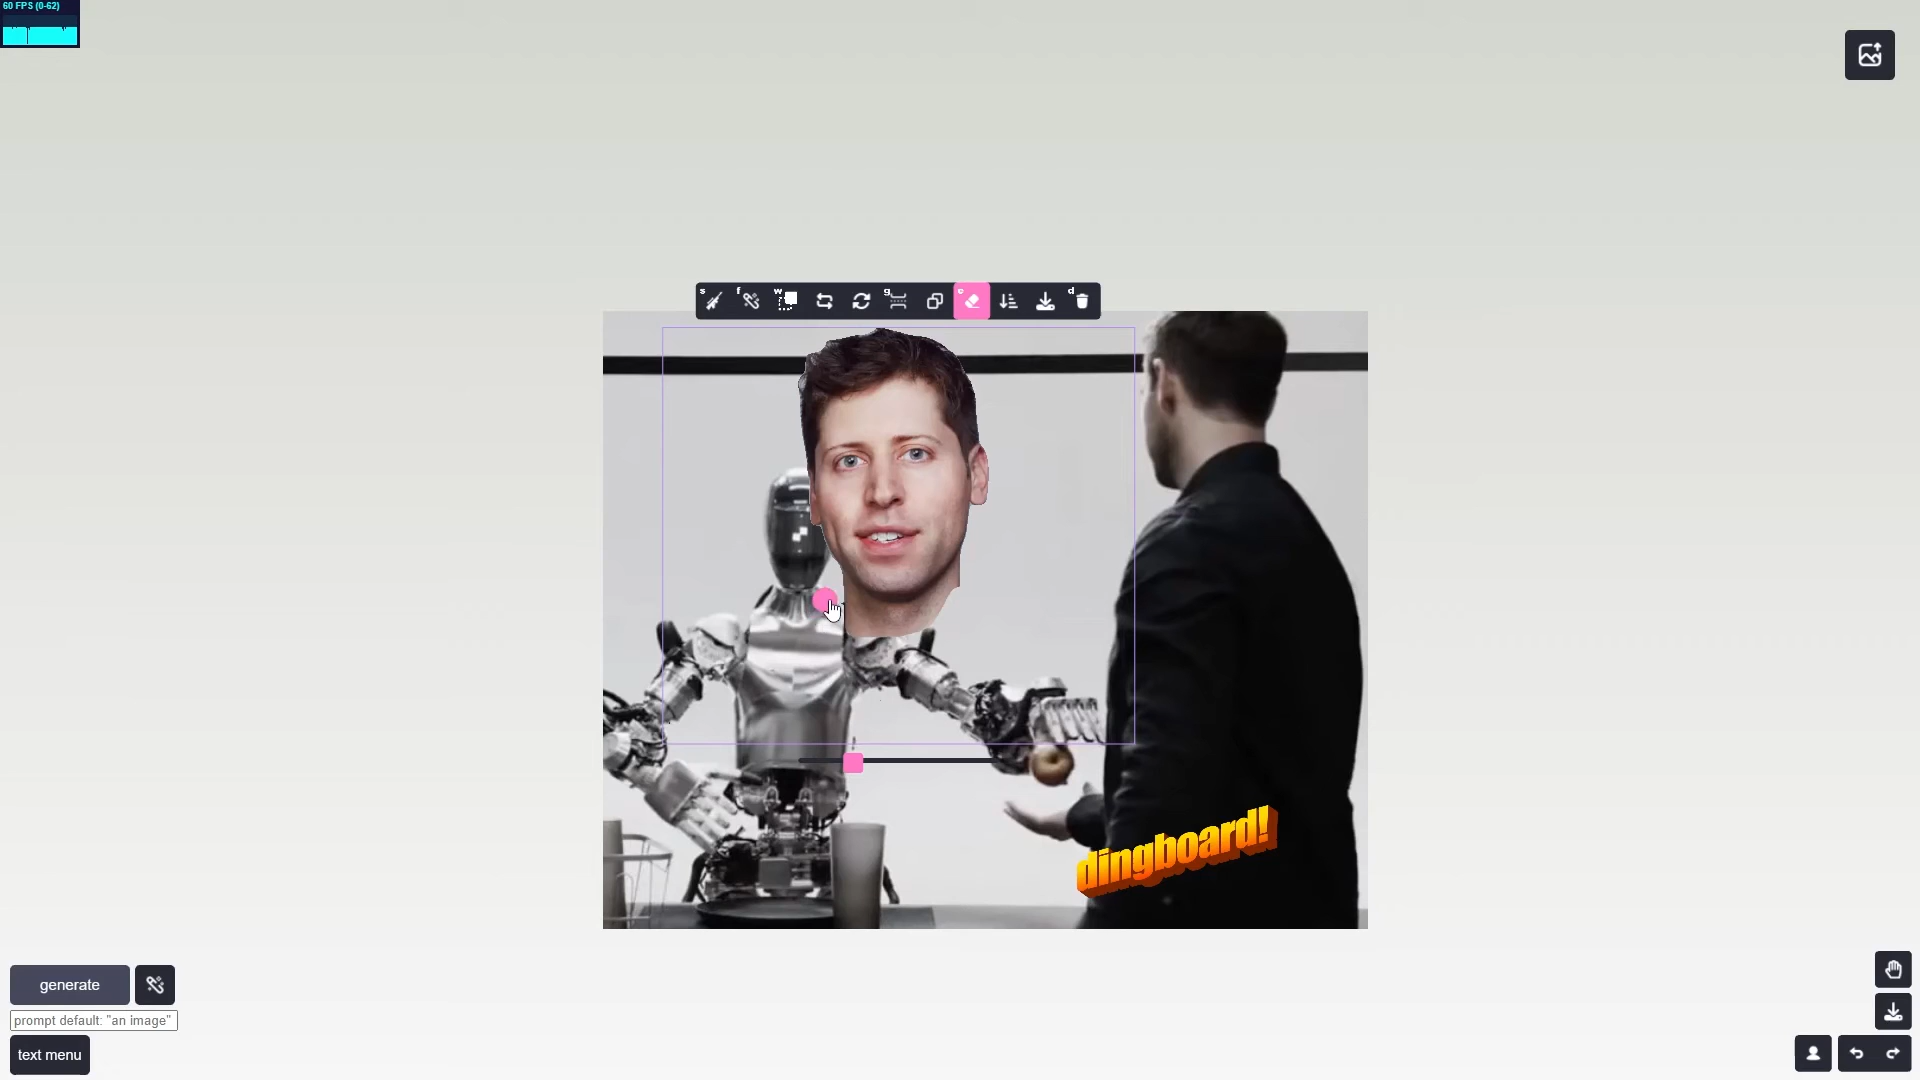 60 FPS (0-62)
s
f
w
g
e
d
dingboard!
generate
prompt default: "an image"
text menu